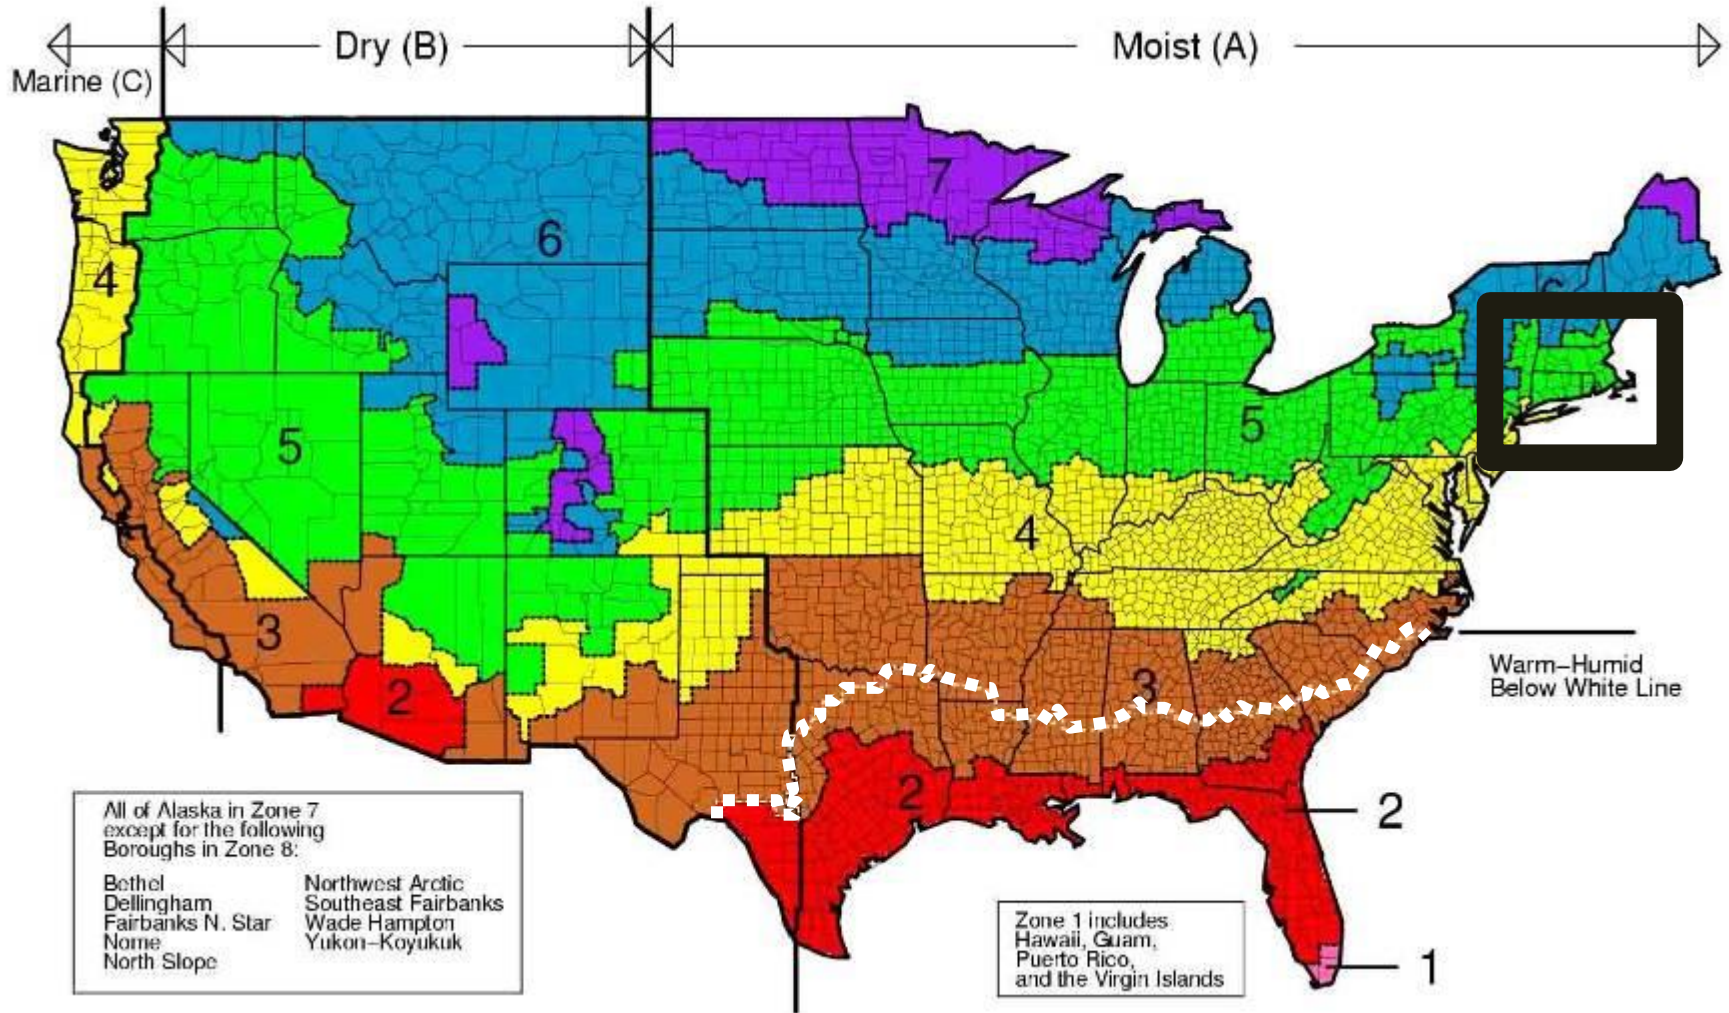 Dry (B)
Moist (A)
Marine (C)
7
6
4
6
5
5
4
3
3
2
2
Warm–Humid
Below White Line
2
1
All of Alaska in Zone 7
except for the following
Boroughs in Zone 8:
Bethel
Dellingham
Fairbanks N. Star
Nome
North Slope
Northwest Arctic
Southeast Fairbanks
Wade Hampton
Yukon–Koyukuk
Zone 1 includes
Hawaii, Guam,
Puerto Rico,
and the Virgin Islands